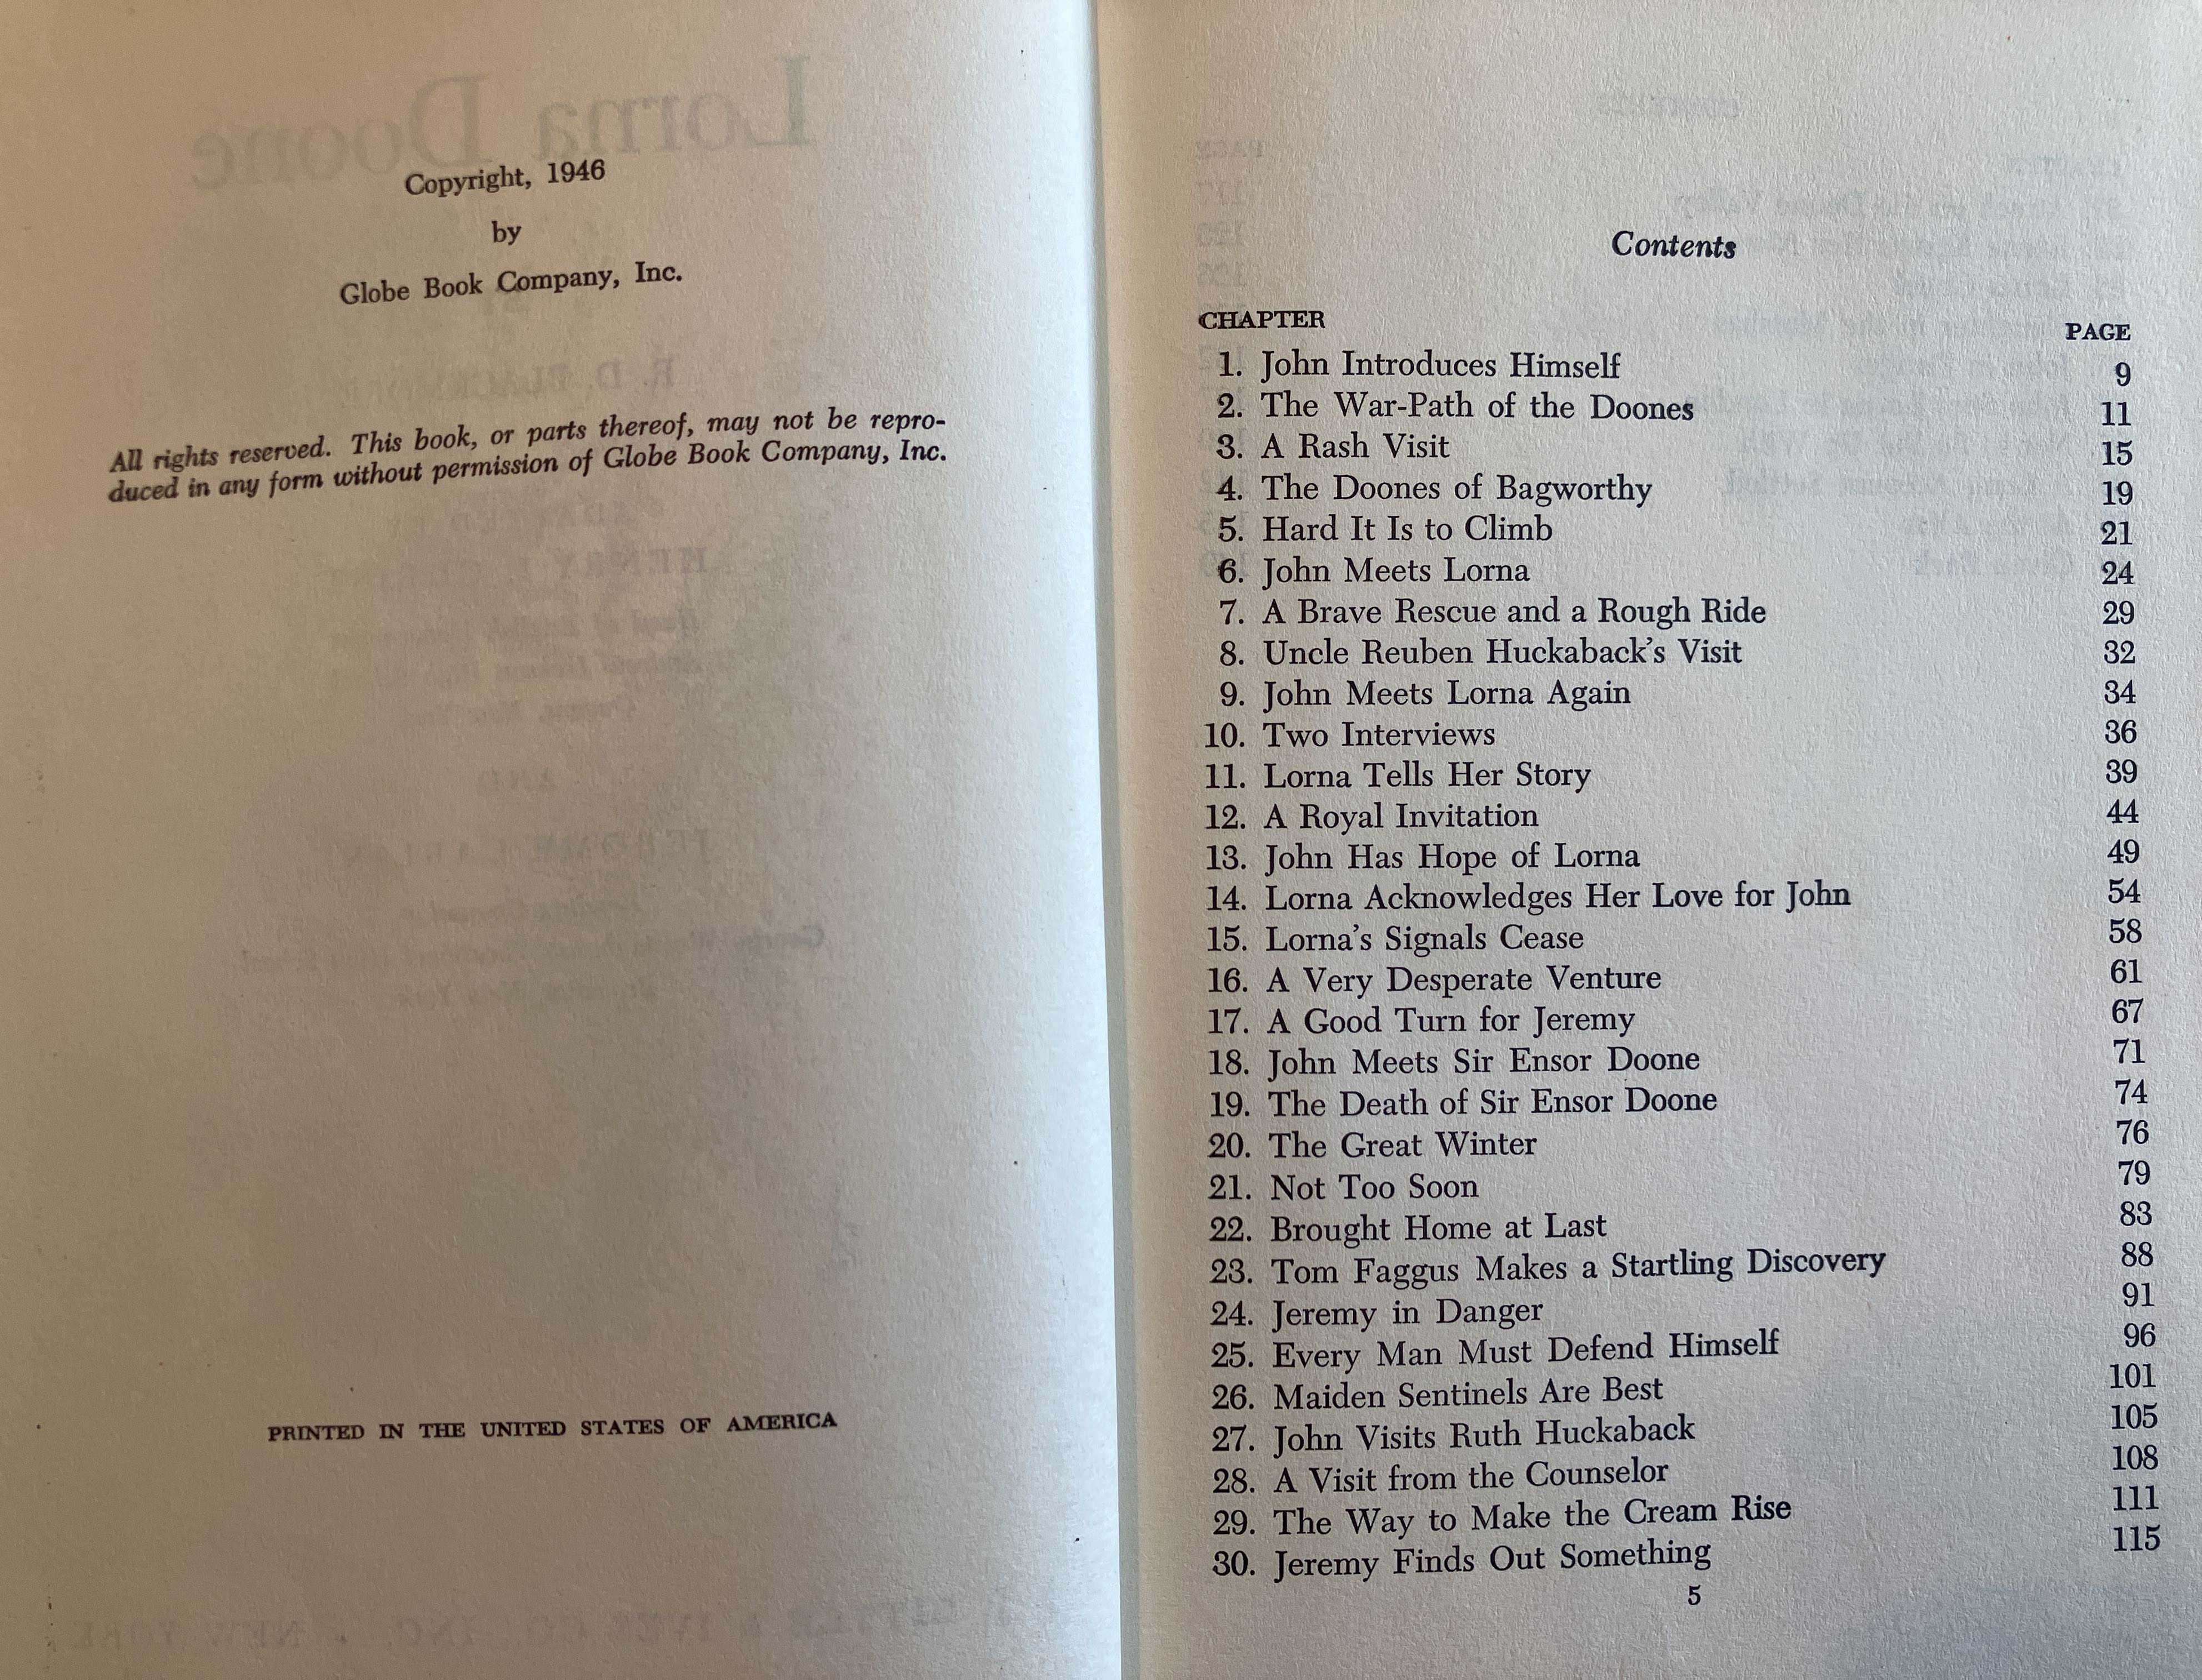 Lorna Doone
Copyright, 1946
by
Globe Book Company, Inc.
All rights reserved. This book, or parts thereof, may not be repro-
duced in any form without permission of Globe Book Company, Inc.
PRINTED IN THE UNITED STATES OF AMERICA
Contents
CHAPTER PAGE
1. John Introduces Himself 9
2. The War-Path of the Doones 11
3. A Rash Visit 15
4. The Doones of Bagworthy 19
5. Hard It Is to Climb 21
6. John Meets Lorna 24
7. A Brave Rescue and a Rough Ride 29
8. Uncle Reuben Huckaback's Visit 32
9. John Meets Lorna Again 34
10. Two Interviews 36
11. Lorna Tells Her Story 39
12. A Royal Invitation 44
13. John Has Hope of Lorna 49
14. Lorna Acknowledges Her Love for John 54
15. Lorna's Signals Cease 58
16. A Very Desperate Venture 61
17. A Good Turn for Jeremy 67
18. John Meets Sir Ensor Doone 71
19. The Death of Sir Ensor Doone 74
20. The Great Winter 76
21. Not Too Soon 79
22. Brought Home at Last 83
23. Tom Faggus Makes a Startling Discovery 88
24. Jeremy in Danger 91
25. Every Man Must Defend Himself 96
26. Maiden Sentinels Are Best 101
27. John Visits Ruth Huckaback 105
28. A Visit from the Counselor 108
29. The Way to Make the Cream Rise 111
30. Jeremy Finds Out Something 115
5